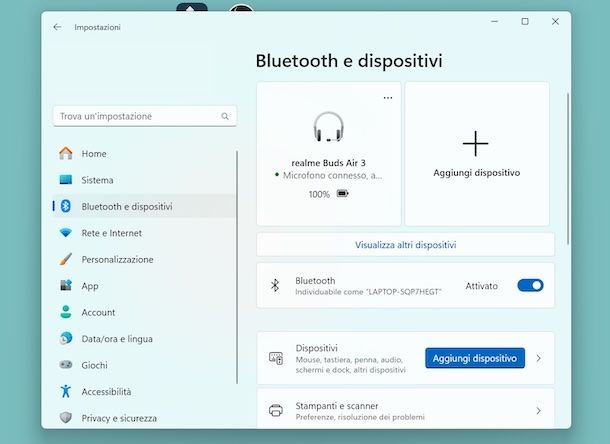 Impostazioni
Bluetooth e dispositivi
Trova un'impostazione
Home
Sistema
Bluetooth e dispositivi
Rete e Internet
Personalizzazione
App
Account
Data/ora e lingua
Giochi
Accessibilità
Privacy e sicurezza
realme Buds Air 3
Microfono connesso, a...
100%
Aggiungi dispositivo
Visualizza altri dispositivi
Bluetooth
Individuabile come "LAPTOP-SQP7HEGT"
Attivato
Dispositivi
Mouse, tastiera, penna, audio,
schermi e dock, altri dispositivi
Aggiungi dispositivo
Stampanti e scanner
Preferenze, risoluzione dei problemi